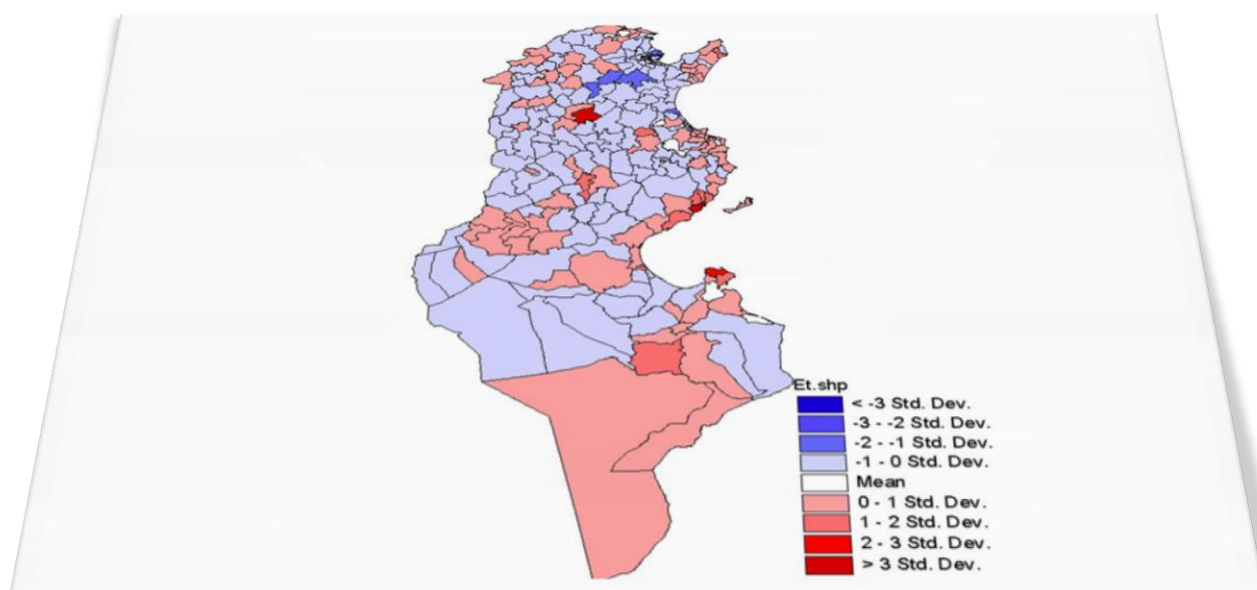 Et.shp
< -3 Std. Dev.
-3 - -2 Std. Dev.
-2 - -1 Std. Dev.
-1 - 0 Std. Dev.
Mean
0 - 1 Std. Dev.
1 - 2 Std. Dev.
2 - 3 Std. Dev.
> 3 Std. Dev.